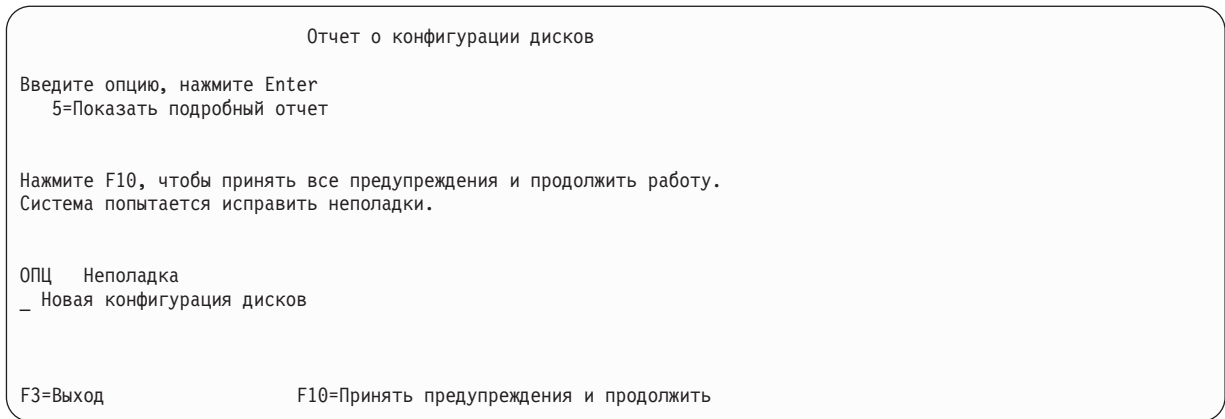 Отчет о конфигурации дисков
Введите опцию, нажмите Enter
5=Показать подробный отчет
Нажмите F10, чтобы принять все предупреждения и продолжить работу.
Система попытается исправить неполадки.
ОПЦ Неполадка
_ Новая конфигурация дисков
F3=Выход F10=Принять предупреждения и продолжить